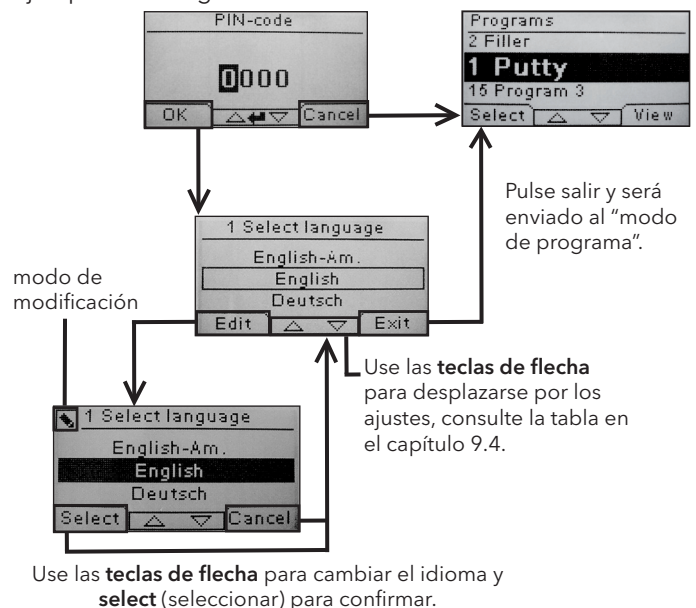 PIN-code
0000
OK Cancel
Programs
2 Filler
1 Putty
15 Program 3
Select View
Pulse salir y será
enviado al “modo
de programa”.
1 Select language
English-Am.
English
Deutsch
Edit Exit
modo de
modificación
Use las teclas de flecha
para desplazarse por los
ajustes, consulte la tabla en
el capítulo 9.4.
1 Select language
English-Am.
English
Deutsch
Select Cancel
Use las teclas de flecha para cambiar el idioma y
select (seleccionar) para confirmar.